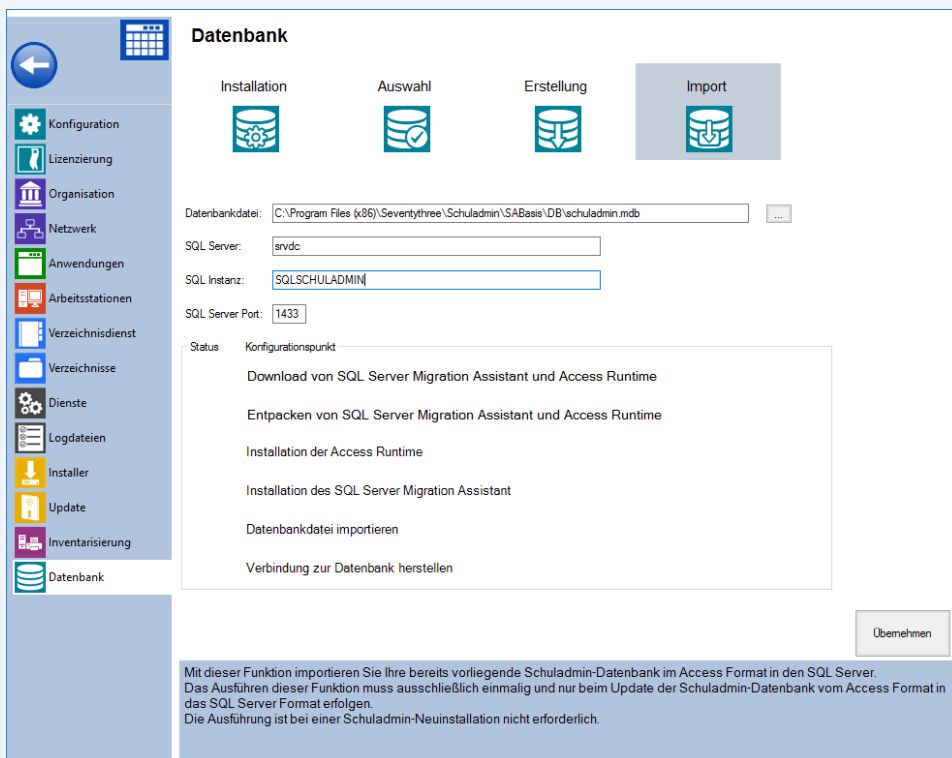 Datenbank
Installation
Auswahl
Erstellung
Import
Konfiguration
Lizenzierung
Organisation
Netzwerk
Anwendungen
Arbeitsstationen
Verzeichnisdienst
Verzeichnisse
Dienste
Logdateien
Installer
Update
Inventarisierung
Datenbank
Datenbankdatei: C:\Program Files (x86)\Seventythree\Schuladmin\SABasis\DB\schuladmin.mdb ...
SQL Server: srvdc
SQL Instanz: SQLSCHULADMIN
SQL Server Port: 1433
Status Konfigurationspunkt
Download von SQL Server Migration Assistant und Access Runtime
Entpacken von SQL Server Migration Assistant und Access Runtime
Installation der Access Runtime
Installation des SQL Server Migration Assistant
Datenbankdatei importieren
Verbindung zur Datenbank herstellen
Übernehmen
Mit dieser Funktion importieren Sie Ihre bereits vorliegende Schuladmin-Datenbank im Access Format in den SQL Server.
Das Ausführen dieser Funktion muss ausschließlich einmalig und nur beim Update der Schuladmin-Datenbank vom Access Format in
das SQL Server Format erfolgen.
Die Ausführung ist bei einer Schuladmin-Neuinstallation nicht erforderlich.